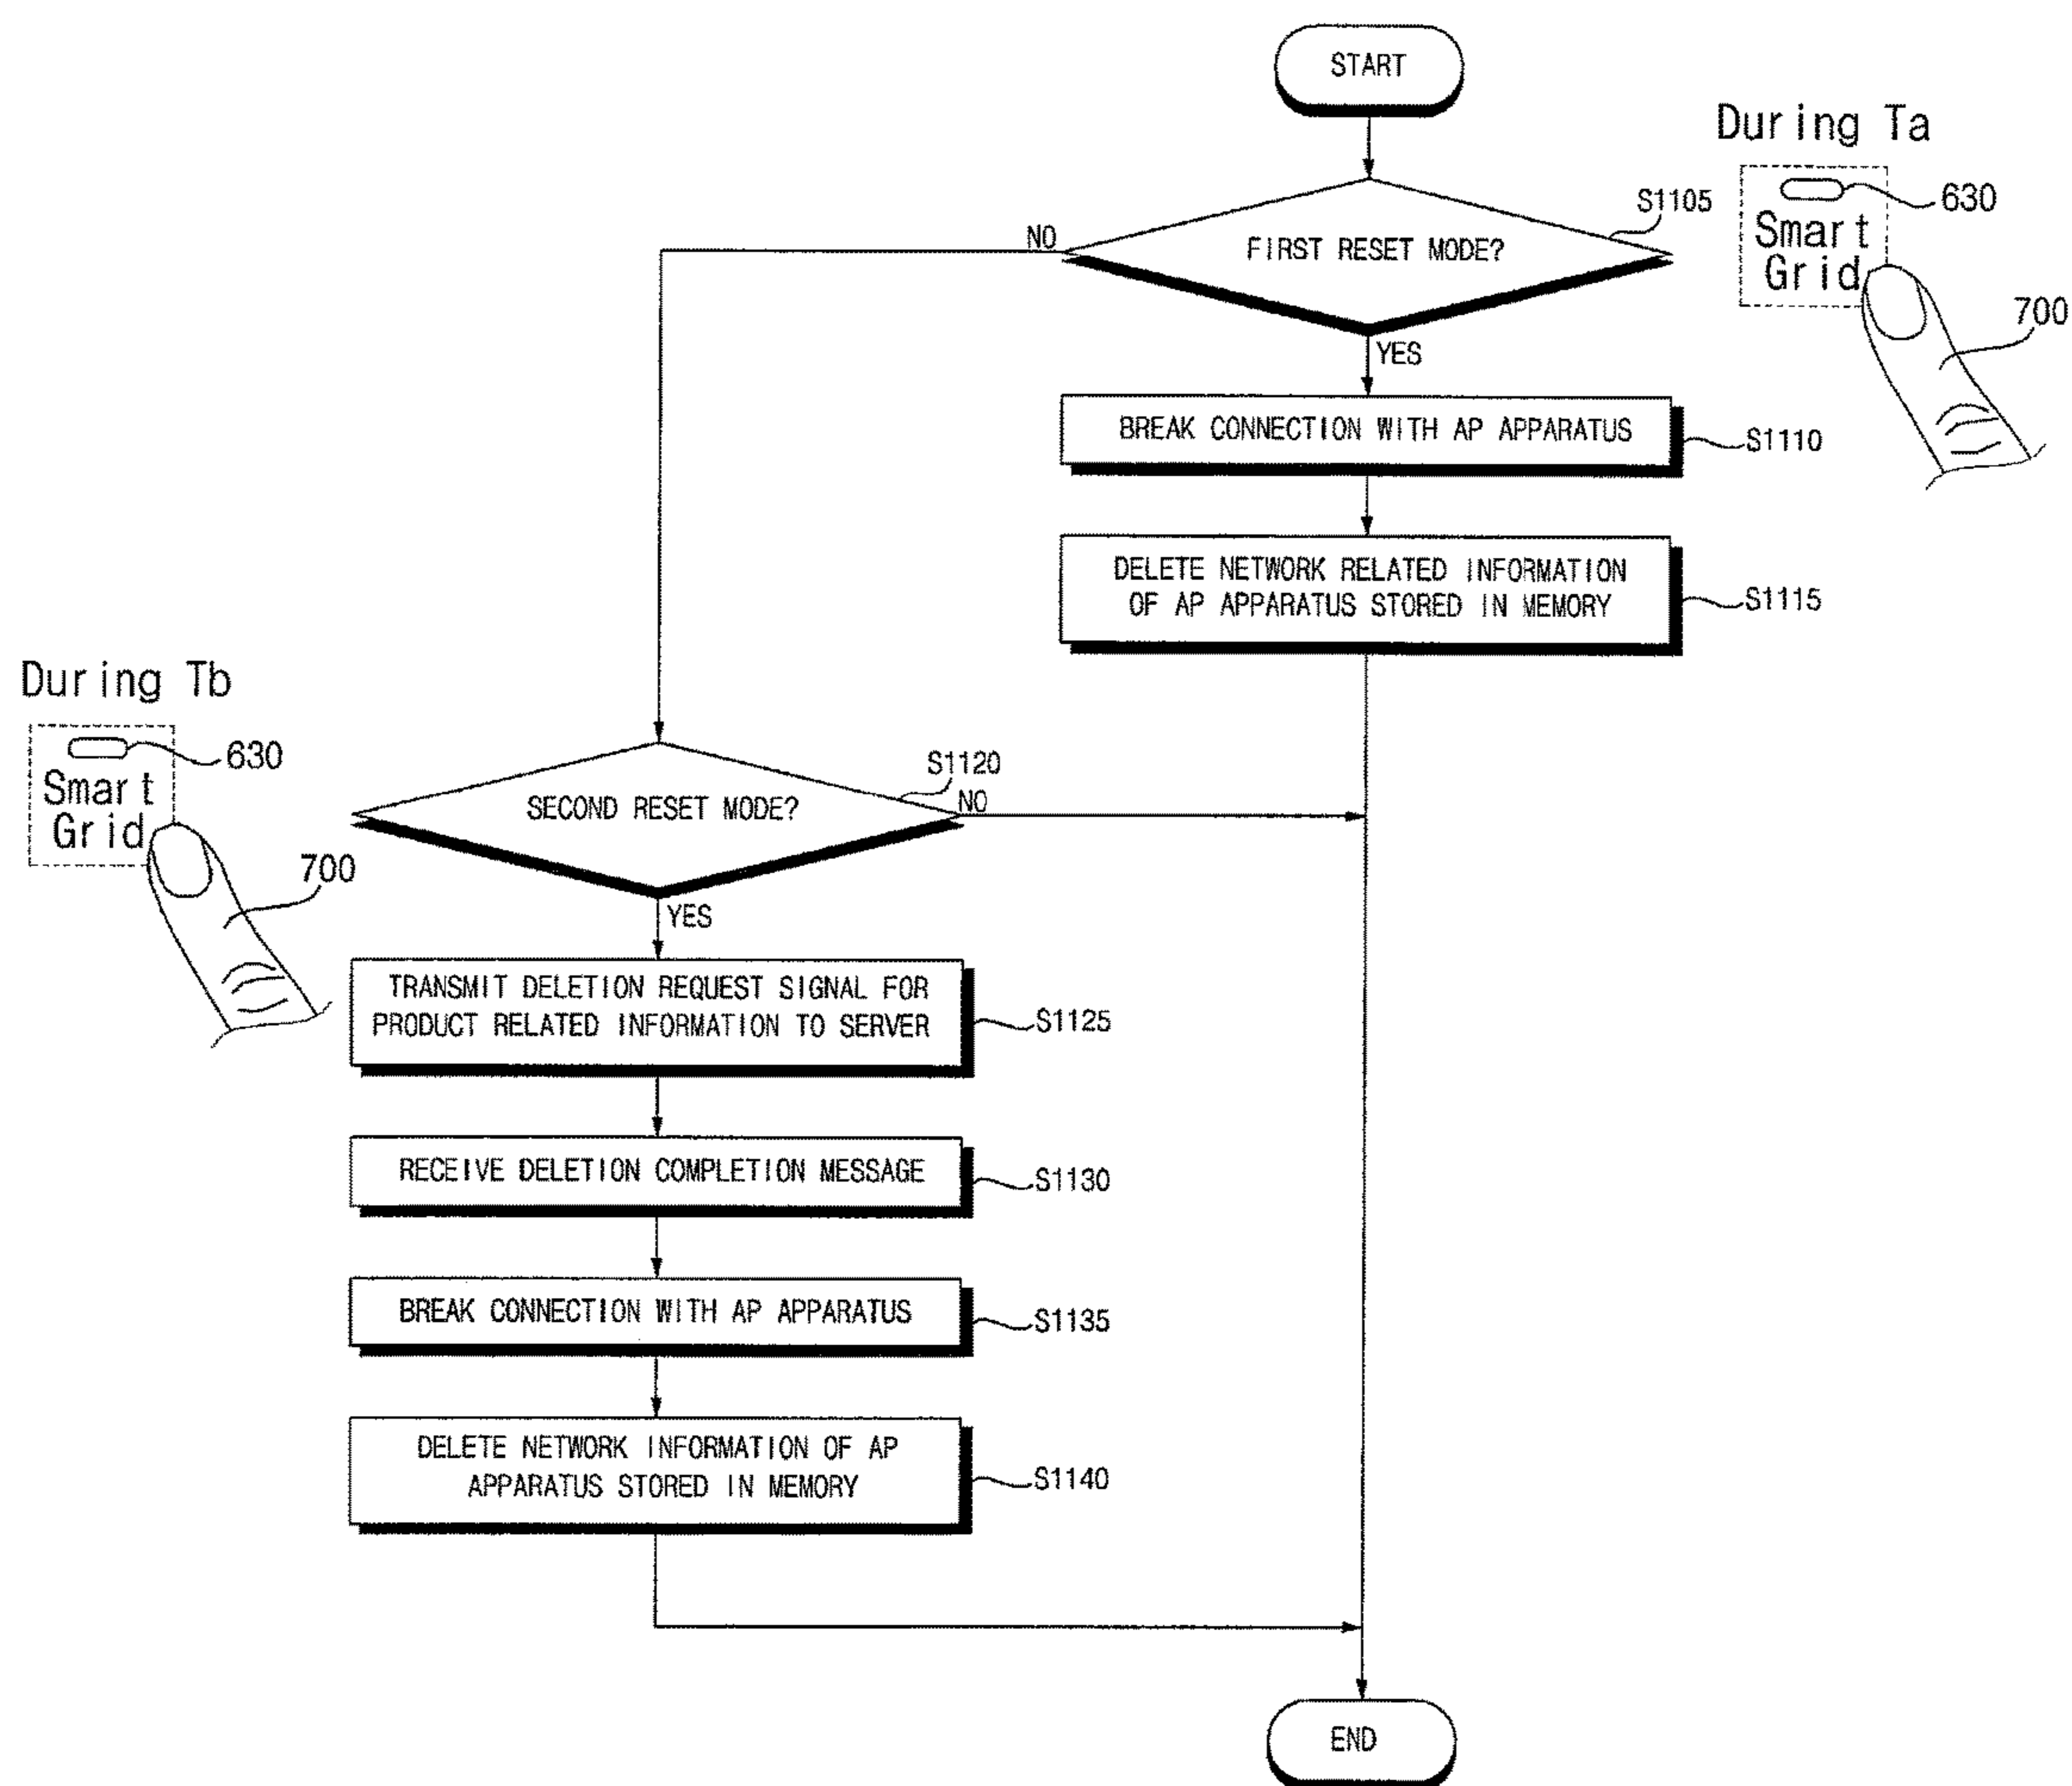 START
During Ta
630
Smart
Grid
700
S1105
FIRST RESET MODE?
NO
YES
BREAK CONNECTION WITH AP APPARATUS
S1110
DELETE NETWORK RELATED INFORMATION
OF AP APPARATUS STORED IN MEMORY
S1115
During Tb
630
Smart
Grid
700
S1120
SECOND RESET MODE?
NO
YES
TRANSMIT DELETION REQUEST SIGNAL FOR
PRODUCT RELATED INFORMATION TO SERVER
S1125
RECEIVE DELETION COMPLETION MESSAGE
S1130
BREAK CONNECTION WITH AP APPARATUS
S1135
DELETE NETWORK INFORMATION OF AP
APPARATUS STORED IN MEMORY
S1140
END